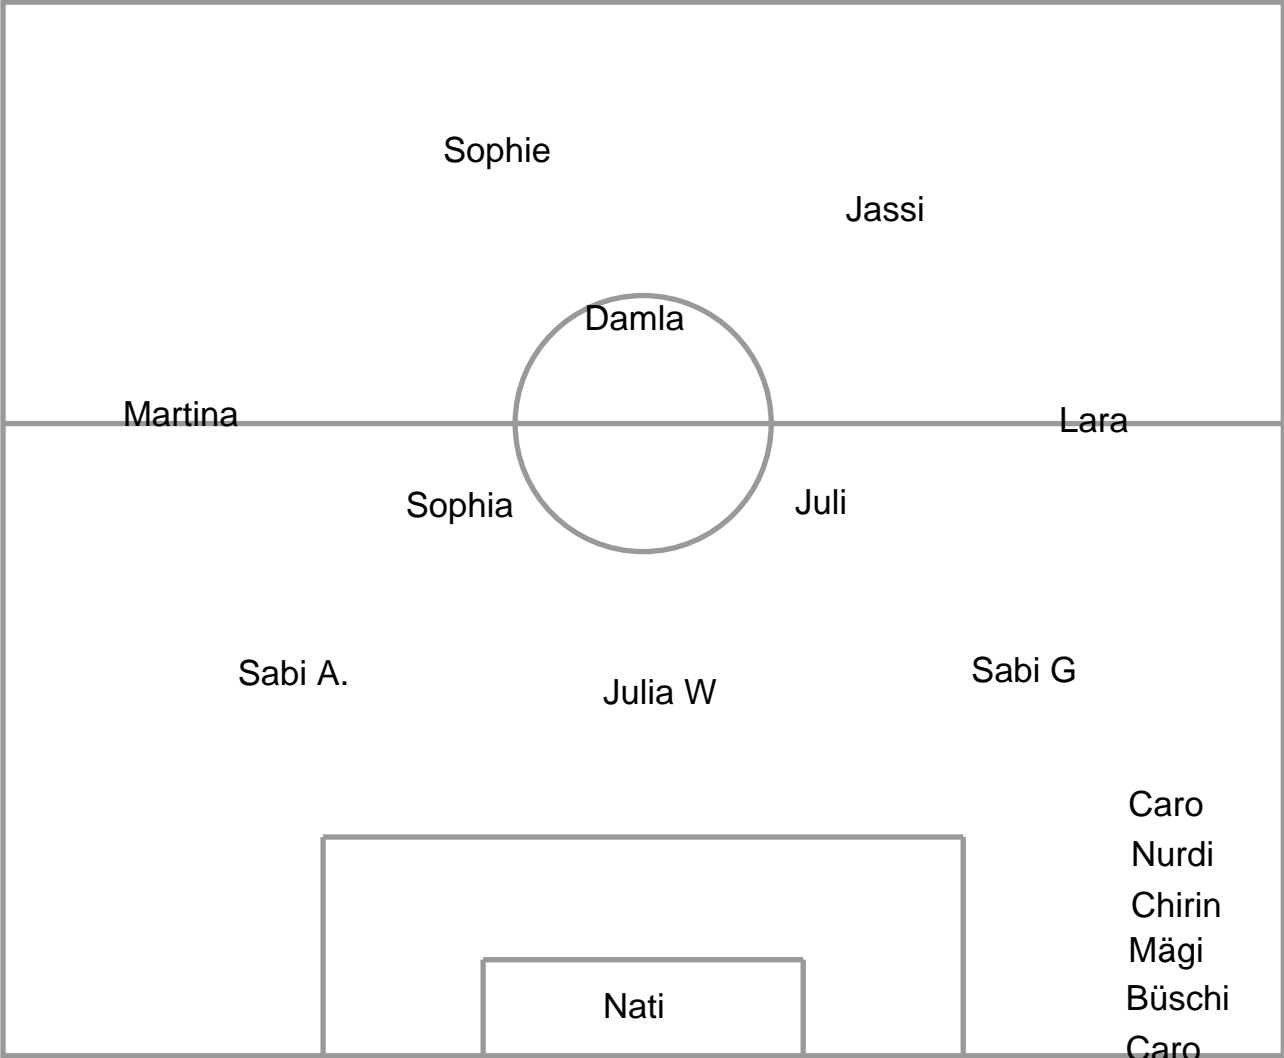 Sophie
Jassi
Damla
Martina
Lara
Sophia
Juli
Sabi A.
Julia W
Sabi G
Caro
Nurdi
Chirin
Mägi
Büschi
Nati
Caro